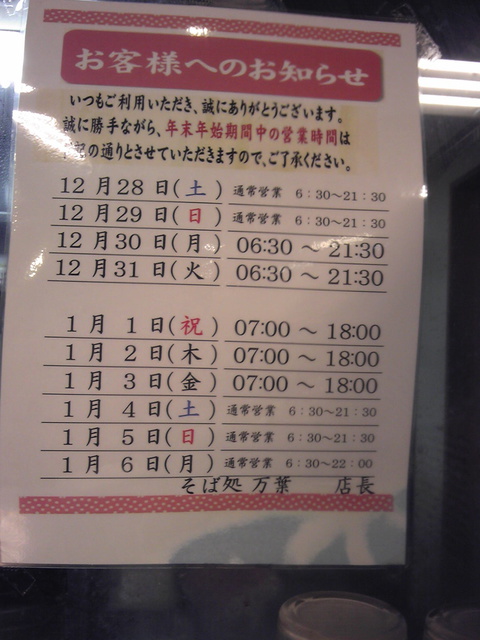 お客様へのお知らせ
いつもご利用いただき、誠にありがとうございます。
誠に勝手ながら、年末年始期間中の営業時間は
記の通りとさせていただきますので、ご了承ください。
12月28日(土) 通常営業 6:30～21:30
12月29日(日) 通常営業 6:30～21:30
12月30日(月) 06:30 ～ 21:30
12月31日(火) 06:30 ～ 21:30
1月 1日(祝) 07:00 ～ 18:00
1月 2日(木) 07:00 ～ 18:00
1月 3日(金) 07:00 ～ 18:00
1月 4日(土) 通常営業 6:30～21:30
1月 5日(日) 通常営業 6:30～21:30
1月 6日(月) 通常営業 6:30～22:00
そば処 万葉 店長